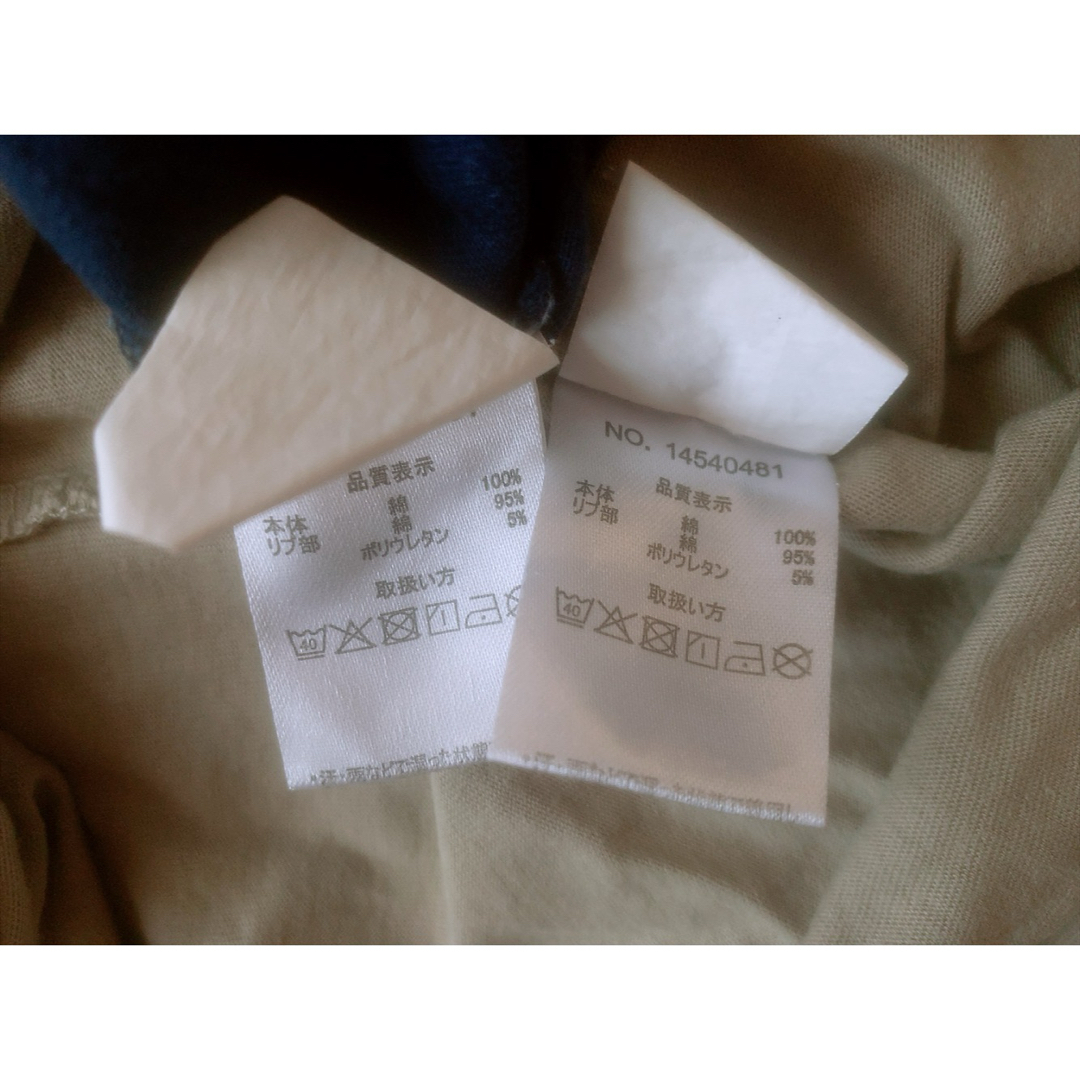 品質表示
本体 綿 100%
リブ部 綿 95%
ポリウレタン 5%
取扱い方
40
NO. 14540481
品質表示
本体 綿 100%
リブ部 綿 95%
ポリウレタン 5%
取扱い方
40